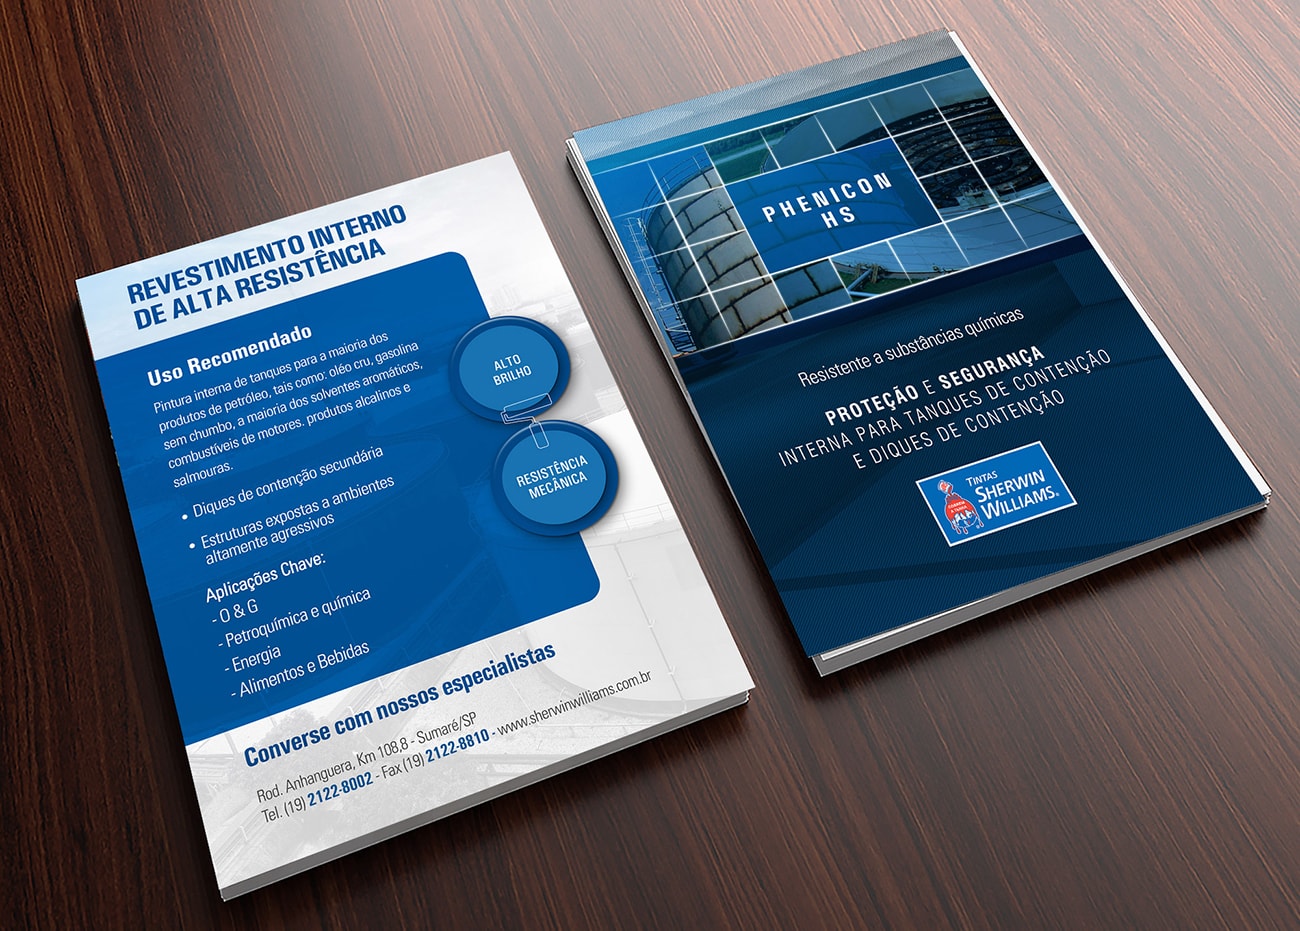 REVESTIMENTO INTERNO
DE ALTA RESISTÊNCIA
Uso Recomendado
Pintura interna de tanques para a maioria dos
produtos de petróleo, tais como: oléo cru, gasolina
sem chumbo, a maioria dos solventes aromáticos,
combustíveis de motores. produtos alcalinos e
salmouras.
• Diques de contenção secundária
• Estruturas expostas a ambientes
altamente agressivos
Aplicações Chave:
- O & G
- Petroquímica e química
- Energia
- Alimentos e Bebidas
ALTO
BRILHO
RESISTÊNCIA
MECÂNICA
Converse com nossos especialistas
Rod. Anhanguera, Km 108,8 - Sumaré/SP
Tel. (19) 2122-8002 - Fax (19) 2122-8810 - www.sherwinwilliams.com.br
PHENICON
HS
Resistente a substâncias químicas
PROTEÇÃO E SEGURANÇA
INTERNA PARA TANQUES DE CONTENÇÃO
E DIQUES DE CONTENÇÃO
TINTAS
SHERWIN
WILLIAMS®